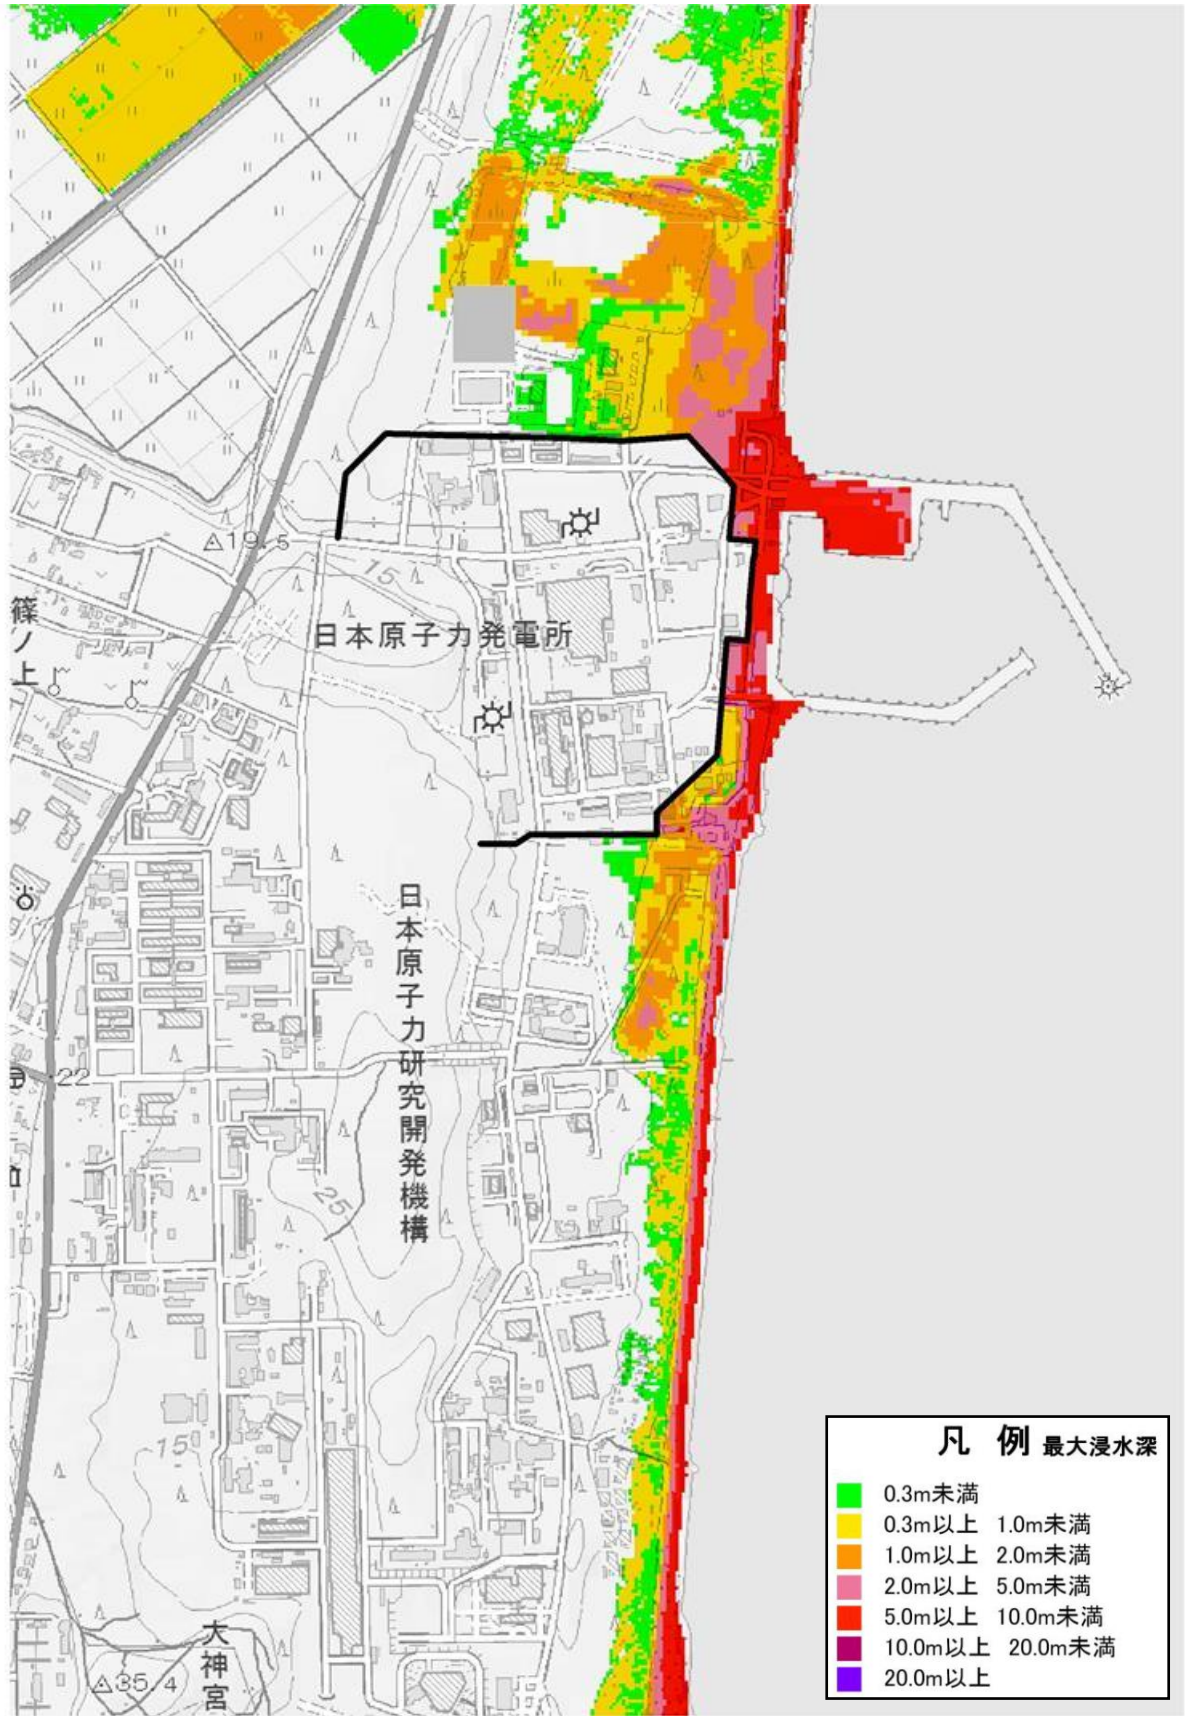 19.5
15
日本原子力発電所
篠ノ上
日本原子力研究開発機構
22
25
15
大神宮
35.4
凡 例 最大浸水深
0.3m未満
0.3m以上 1.0m未満
1.0m以上 2.0m未満
2.0m以上 5.0m未満
5.0m以上 10.0m未満
10.0m以上 20.0m未満
20.0m以上